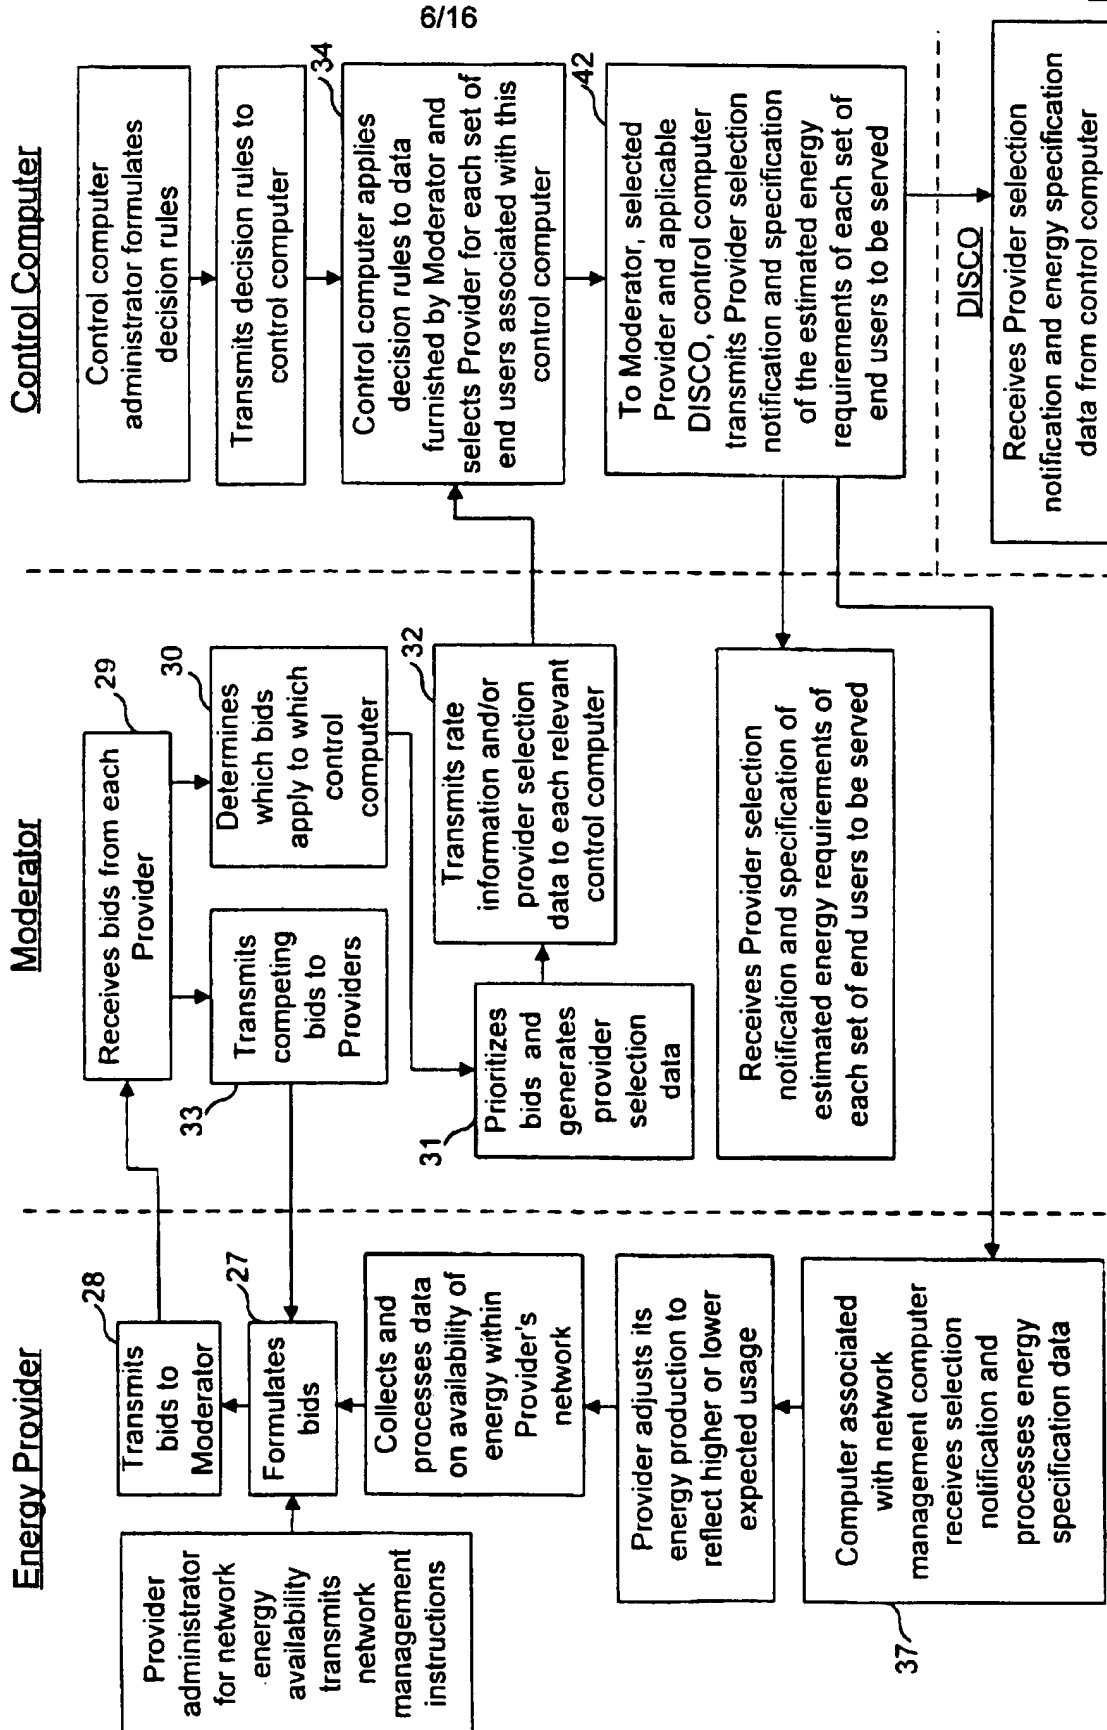 6/16
Energy Provider
Provider
administrator
for network
energy
availability
transmits
network
management
instructions
28
Transmits
bids to
Moderator
27
Formulates
bids
Collects and
processes data
on availability of
energy within
Provider's
network
Provider adjusts its
energy production to
reflect higher or lower
expected usage
37
Computer associated
with network
management computer
receives selection
notification and
processes energy
specification data
Moderator
29
Receives bids from each
Provider
33
Transmits
competing
bids to
Providers
30
Determines
which bids
apply to which
control
computer
31
Prioritizes
bids and
generates
provider
selection
data
32
Transmits rate
information and/or
provider selection
data to each relevant
control computer
Receives Provider selection
notification and specification of
estimated energy requirements of
each set of end users to be served
Control Computer
Control computer
administrator formulates
decision rules
Transmits decision rules to
control computer
34
Control computer applies
decision rules to data
furnished by Moderator and
selects Provider for each set of
end users associated with this
control computer
42
To Moderator, selected
Provider and applicable
DISCO, control computer
transmits Provider selection
notification and specification
of the estimated energy
requirements of each set of
end users to be served
DISCO
Receives Provider selection
notification and energy specification
data from control computer